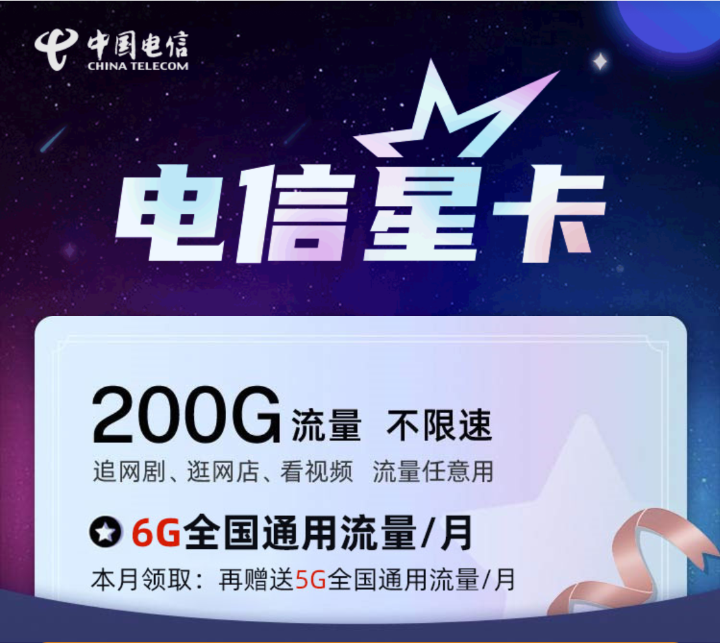 中国电信
CHINA TELECOM
电信星卡
200G流量 不限速
追网剧、逛网店、看视频 流量任意用
6G全国通用流量/月
本月领取：再赠送5G全国通用流量/月